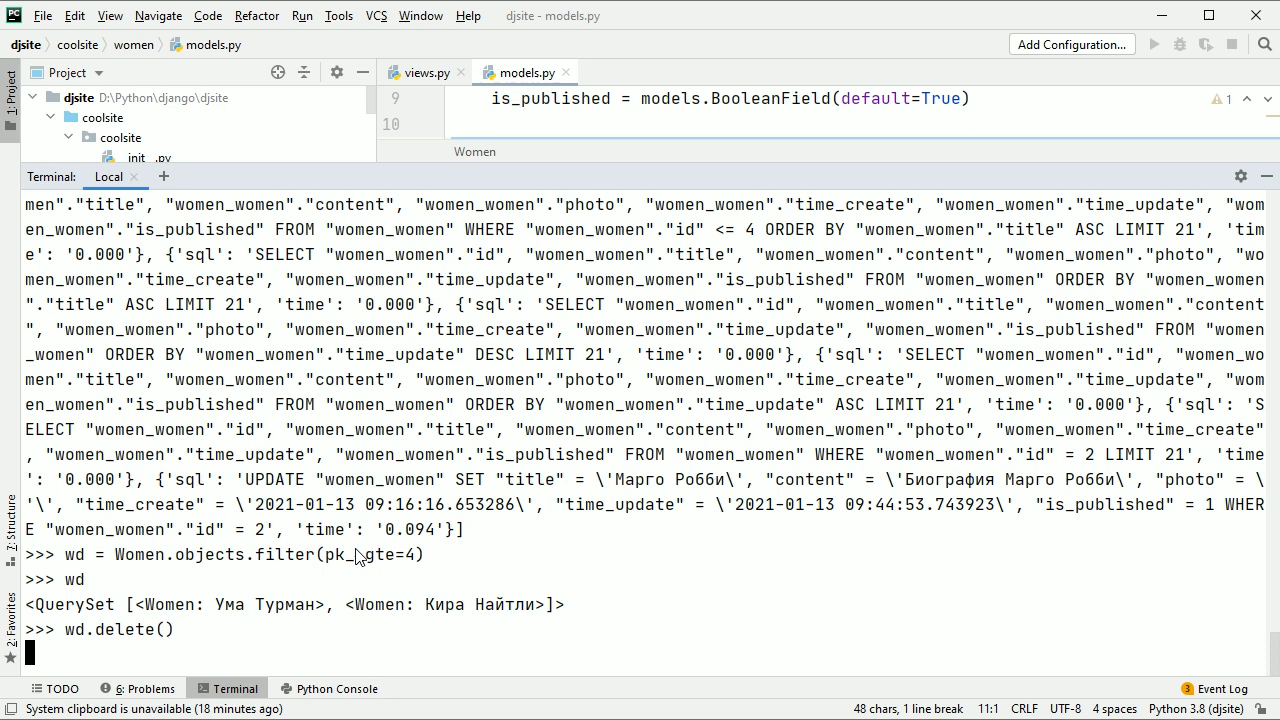 File Edit View Navigate Code Refactor Run Tools VCS Window Help djsite - models.py
djsite coolsite women models.py Add Configuration...
1: Project
Project
views.py models.py
djsite D:\Python\django\djsite
coolsite
coolsite
__init__.py
9 is_published = models.BooleanField(default=True)
10
1
Women
Terminal: Local +
men"."title", "women_women"."content", "women_women"."photo", "women_women"."time_create", "women_women"."time_update", "wom
en_women"."is_published" FROM "women_women" WHERE "women_women"."id" <= 4 ORDER BY "women_women"."title" ASC LIMIT 21', 'tim
e': '0.000'}, {'sql': 'SELECT "women_women"."id", "women_women"."title", "women_women"."content", "women_women"."photo", "wo
men_women"."time_create", "women_women"."time_update", "women_women"."is_published" FROM "women_women" ORDER BY "women_women
"."title" ASC LIMIT 21', 'time': '0.000'}, {'sql': 'SELECT "women_women"."id", "women_women"."title", "women_women"."content
", "women_women"."photo", "women_women"."time_create", "women_women"."time_update", "women_women"."is_published" FROM "women
_women" ORDER BY "women_women"."time_update" DESC LIMIT 21', 'time': '0.000'}, {'sql': 'SELECT "women_women"."id", "women_wo
men"."title", "women_women"."content", "women_women"."photo", "women_women"."time_create", "women_women"."time_update", "wom
en_women"."is_published" FROM "women_women" ORDER BY "women_women"."time_update" ASC LIMIT 21', 'time': '0.000'}, {'sql': 'S
ELECT "women_women"."id", "women_women"."title", "women_women"."content", "women_women"."photo", "women_women"."time_create"
, "women_women"."time_update", "women_women"."is_published" FROM "women_women" WHERE "women_women"."id" = 2 LIMIT 21', 'time
': '0.000'}, {'sql': 'UPDATE "women_women" SET "title" = \'Марго Робби\', "content" = \'Биография Марго Робби\', "photo" = \
'\', "time_create" = \'2021-01-13 09:16:16.653286\', "time_update" = \'2021-01-13 09:44:53.743923\', "is_published" = 1 WHER
E "women_women"."id" = 2', 'time': '0.094'}]
>>> wd = Women.objects.filter(pk__gte=4)
>>> wd
<QuerySet [<Women: Ума Турман>, <Women: Кира Найтли>]>
>>> wd.delete()
7: Structure
2: Favorites
TODO 6: Problems Terminal Python Console 3 Event Log
System clipboard is unavailable (18 minutes ago) 48 chars, 1 line break 11:1 CRLF UTF-8 4 spaces Python 3.8 (djsite)